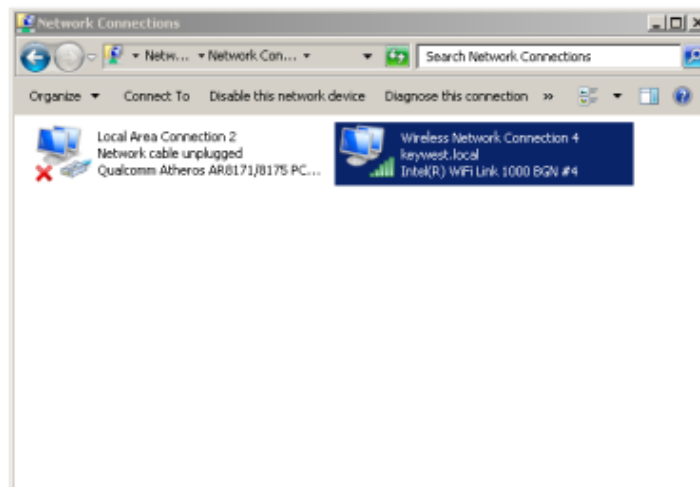 Network Connections
Netw... Network Con... Search Network Connections
Organize Connect To Disable this network device Diagnose this connection »
Local Area Connection 2
Network cable unplugged
Qualcomm Atheros AR8171/8175 PC...
Wireless Network Connection 4
keywest.local
Intel(R) WiFi Link 1000 BGN #4